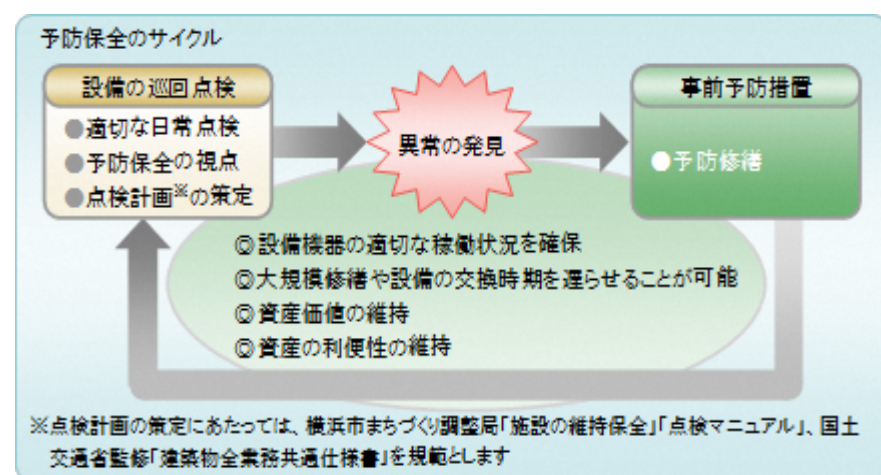 予防保全のサイクル
設備の巡回点検
●適切な日常点検
●予防保全の視点
●点検計画※の策定
異常の発見
事前予防措置
●予防修繕
◎設備機器の適切な稼働状況を確保
◎大規模修繕や設備の交換時期を遅らせることが可能
◎資産価値の維持
◎資産の利便性の維持
※点検計画の策定にあたっては、横浜市まちづくり調整局「施設の維持保全」「点検マニュアル」、国土
交通省監修「建築物全業務共通仕様書」を規範とします